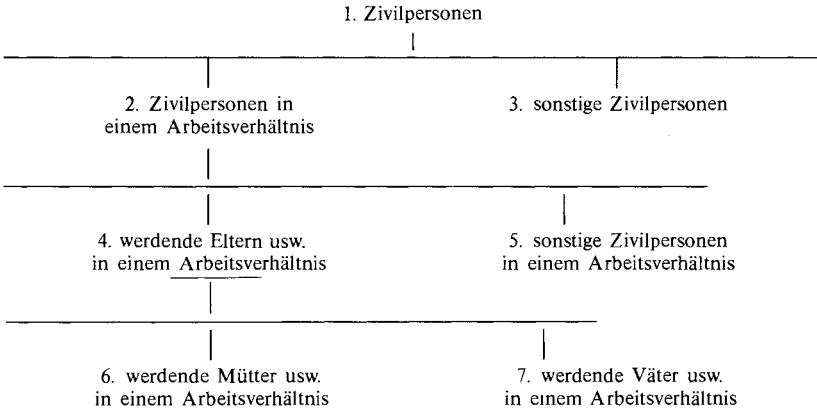 1. Zivilpersonen
2. Zivilpersonen in
einem Arbeitsverhältnis
3. sonstige Zivilpersonen
4. werdende Eltern usw.
in einem Arbeitsverhältnis
5. sonstige Zivilpersonen
in einem Arbeitsverhältnis
6. werdende Mütter usw.
in einem Arbeitsverhältnis
7. werdende Väter usw.
in einem Arbeitsverhältnis